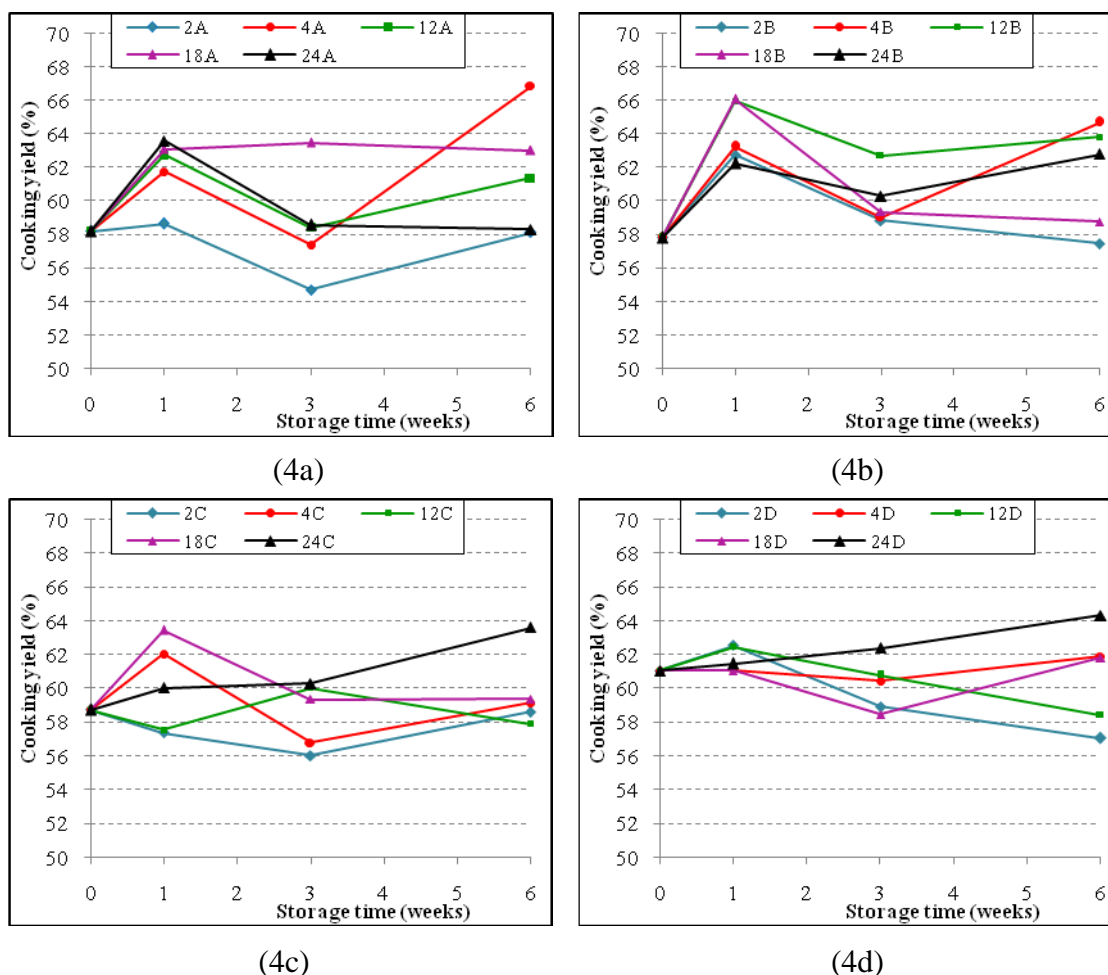 2A 4A 12A
18A 24A
70
68
66
64
62
60
58
56
54
52
50
Cooking yield (%)
0 1 2 3 4 5 6
Storage time (weeks)
(4a)
2B 4B 12B
18B 24B
70
68
66
64
62
60
58
56
54
52
50
Cooking yield (%)
0 1 2 3 4 5 6
Storage time (weeks)
(4b)
2C 4C 12C
18C 24C
70
68
66
64
62
60
58
56
54
52
50
Cooking yield (%)
0 1 2 3 4 5 6
Storage time (weeks)
(4c)
2D 4D 12D
18D 24D
70
68
66
64
62
60
58
56
54
52
50
Cooking yield (%)
0 1 2 3 4 5 6
Storage time (weeks)
(4d)